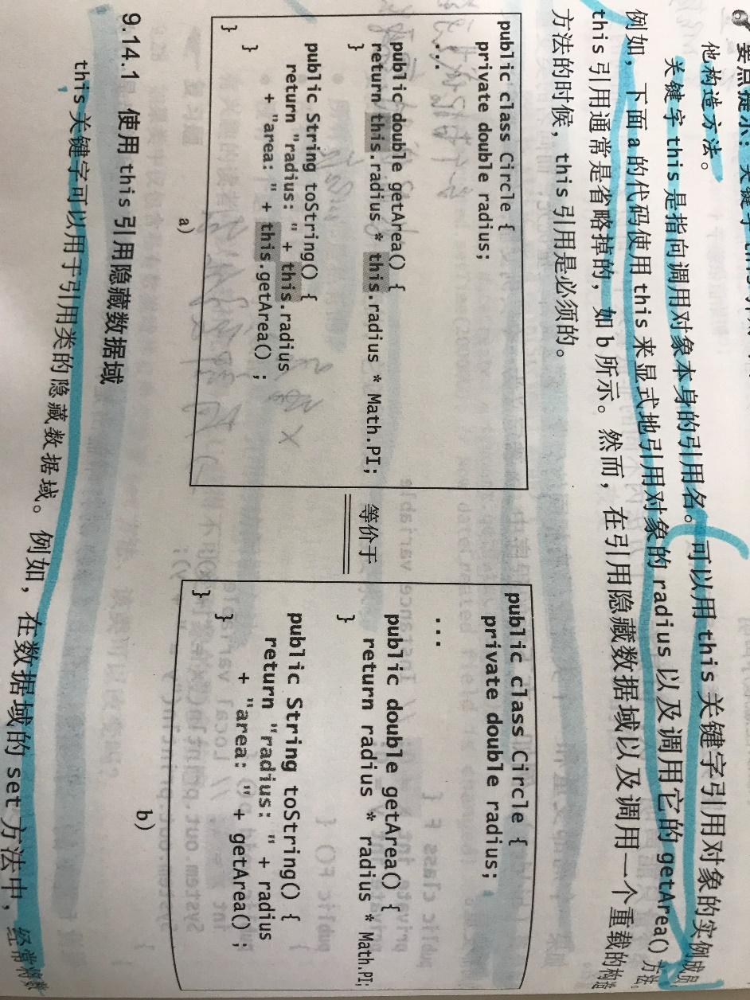 要点提示：关键字 this
他构造方法。
关键字 this 是指向调用对象本身的引用名。可以用 this 关键字引用对象的实例成员
例如，下面 a 的代码使用 this 来显式地引用对象的 radius 以及调用它的 getArea() 方法。
this 引用通常是省略掉的，如 b 所示。然而，在引用隐藏数据域以及调用一个重载的构造
方法的时候，this 引用是必须的。
public class Circle {
private double radius;
...
public double getArea() {
return this.radius * this.radius * Math.PI;
}
public String toString() {
return "radius: " + this.radius
+ "area: " + this.getArea() ;
}
}
a)
等价于
public class Circle {
private double radius;
...
public double getArea() {
return radius * radius * Math.PI;
}
public String toString() {
return "radius: " + radius
+ "area: " + getArea() ;
}
}
b)
9.14.1 使用 this 引用隐藏数据域
this 关键字可以用于引用类的隐藏数据域。例如，在数据域的 set 方法中，经常将数